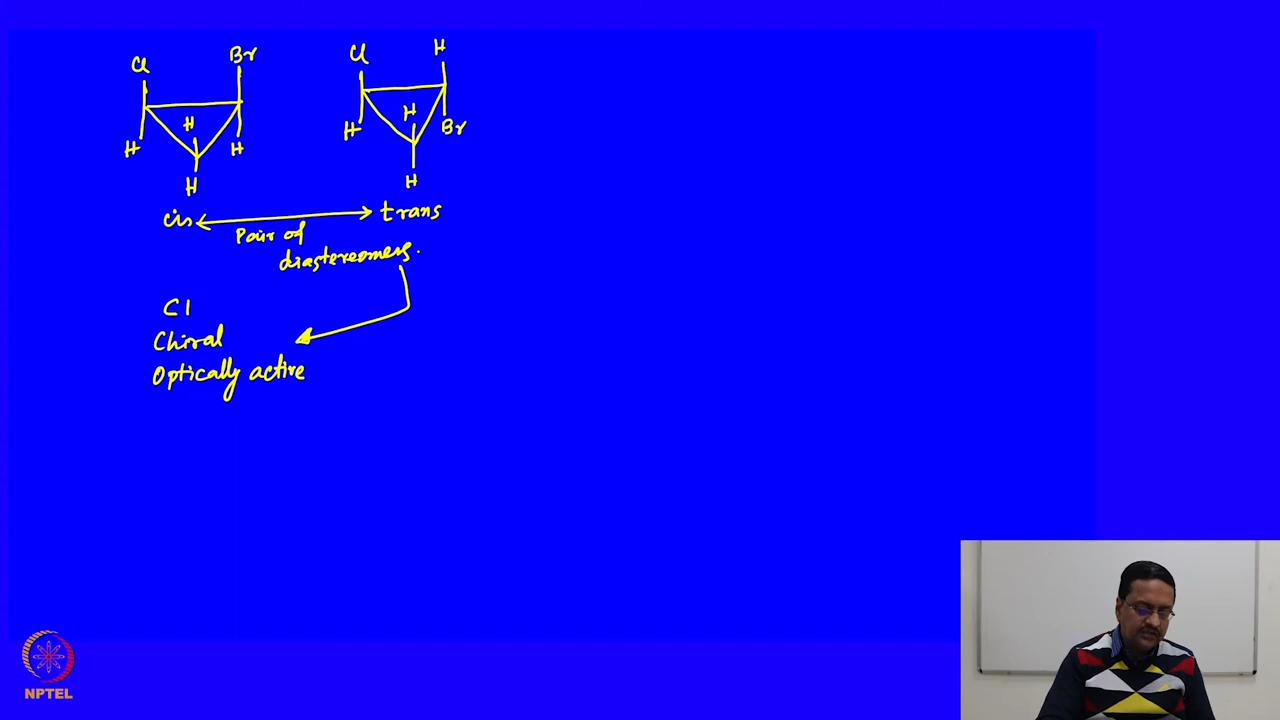 Cl Br Cl H
H H H H H Br
H H
cis trans
Pair of
diastereomers.
C1
Chiral
Optically active
NPTEL